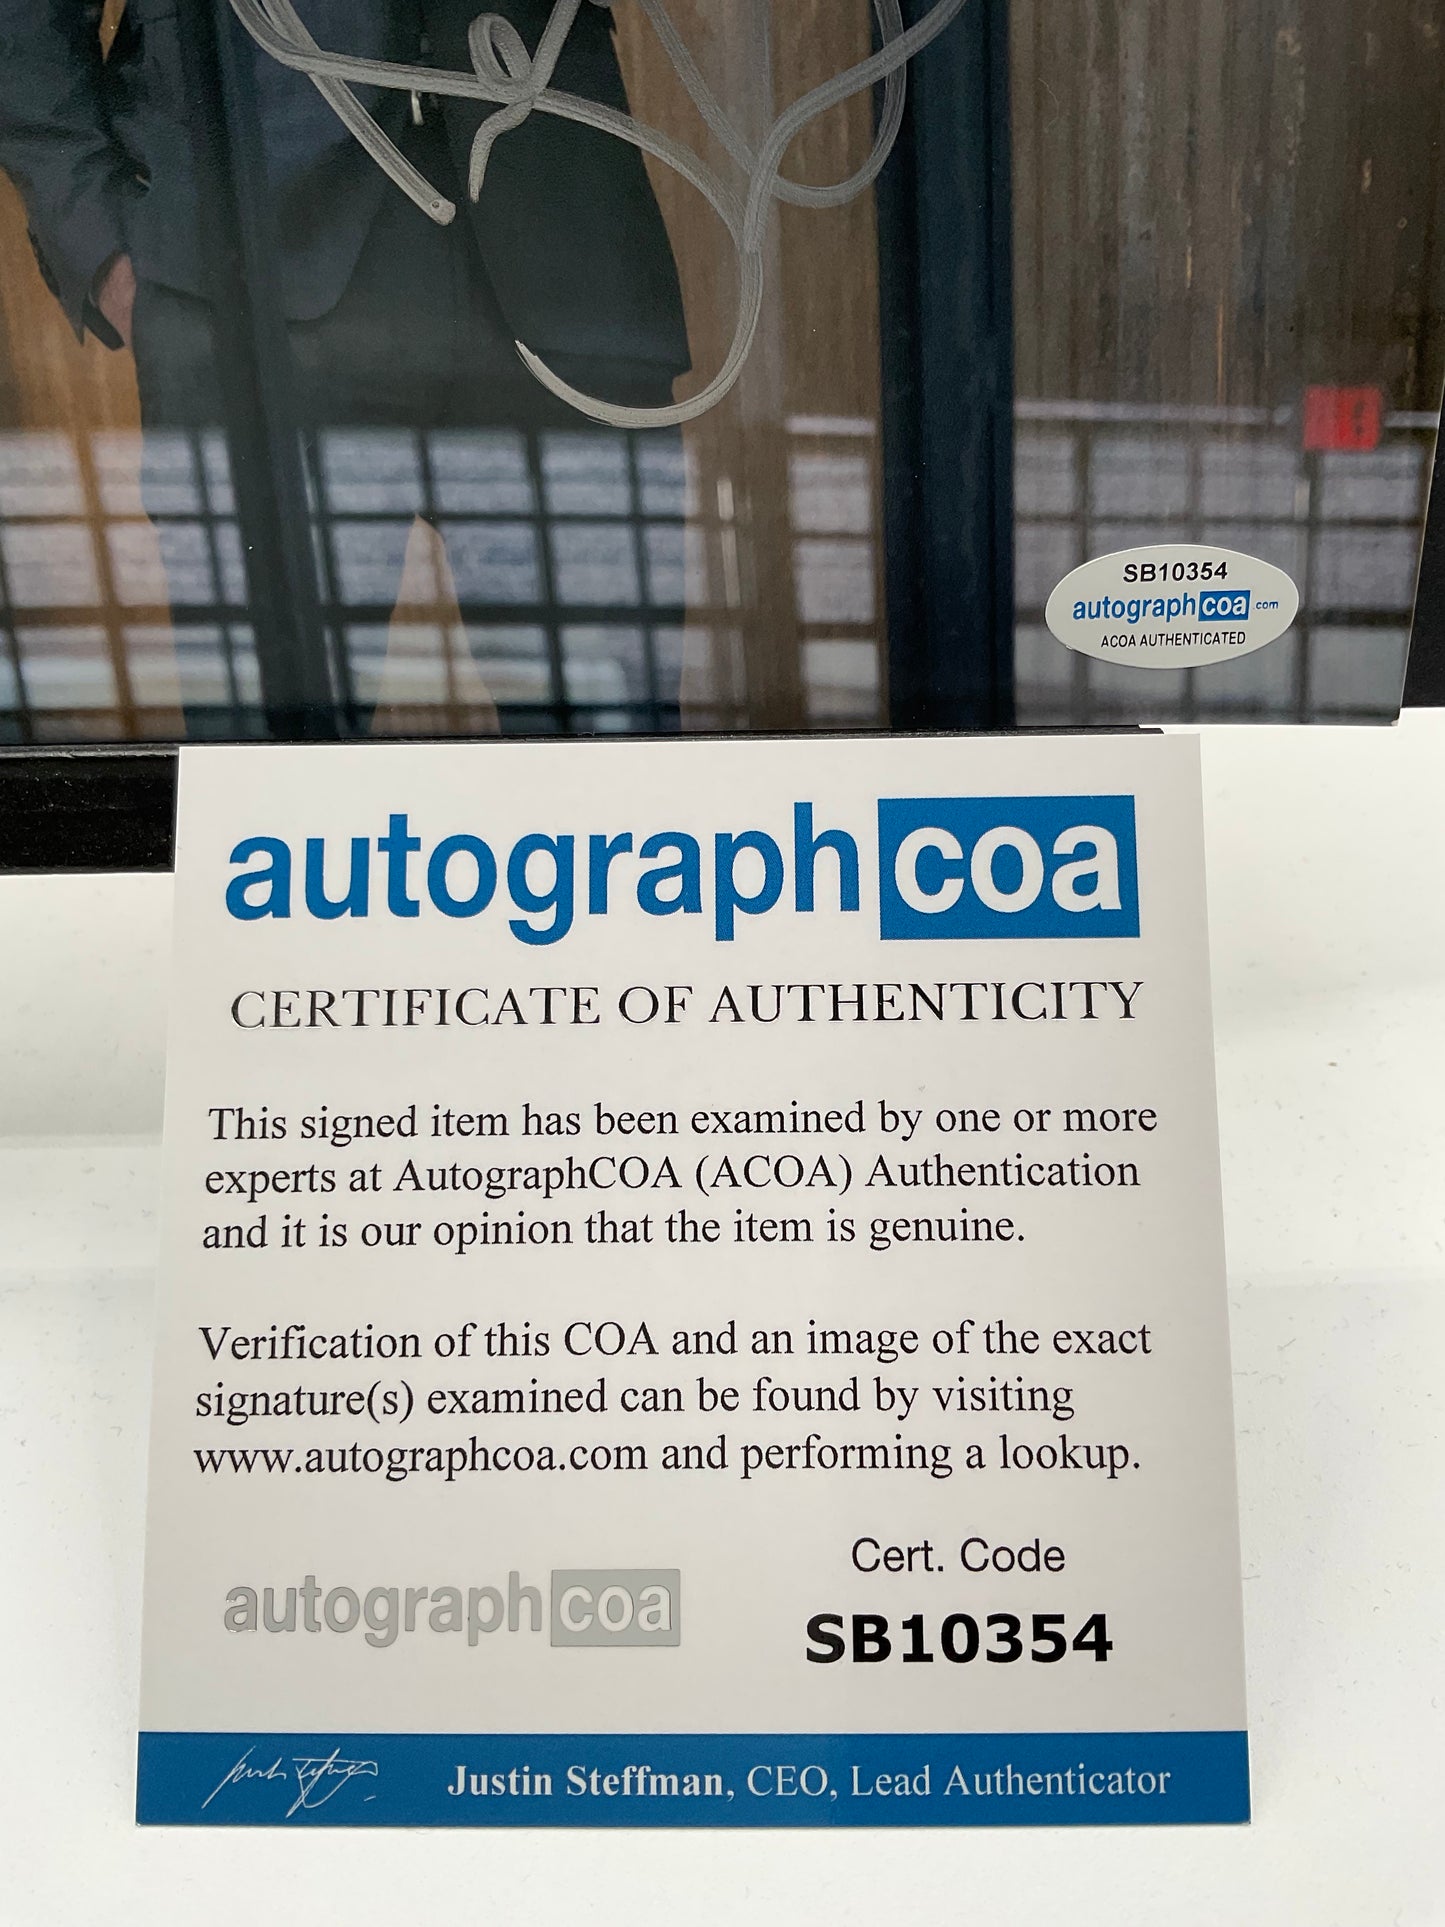 SB10354
autographcoa.com
ACOA AUTHENTICATED
autographcoa
CERTIFICATE OF AUTHENTICITY
This signed item has been examined by one or more
experts at AutographCOA (ACOA) Authentication
and it is our opinion that the item is genuine.
Verification of this COA and an image of the exact
signature(s) examined can be found by visiting
www.autographcoa.com and performing a lookup.
Cert. Code
autographcoa
SB10354
Justin Steffman, CEO, Lead Authenticator